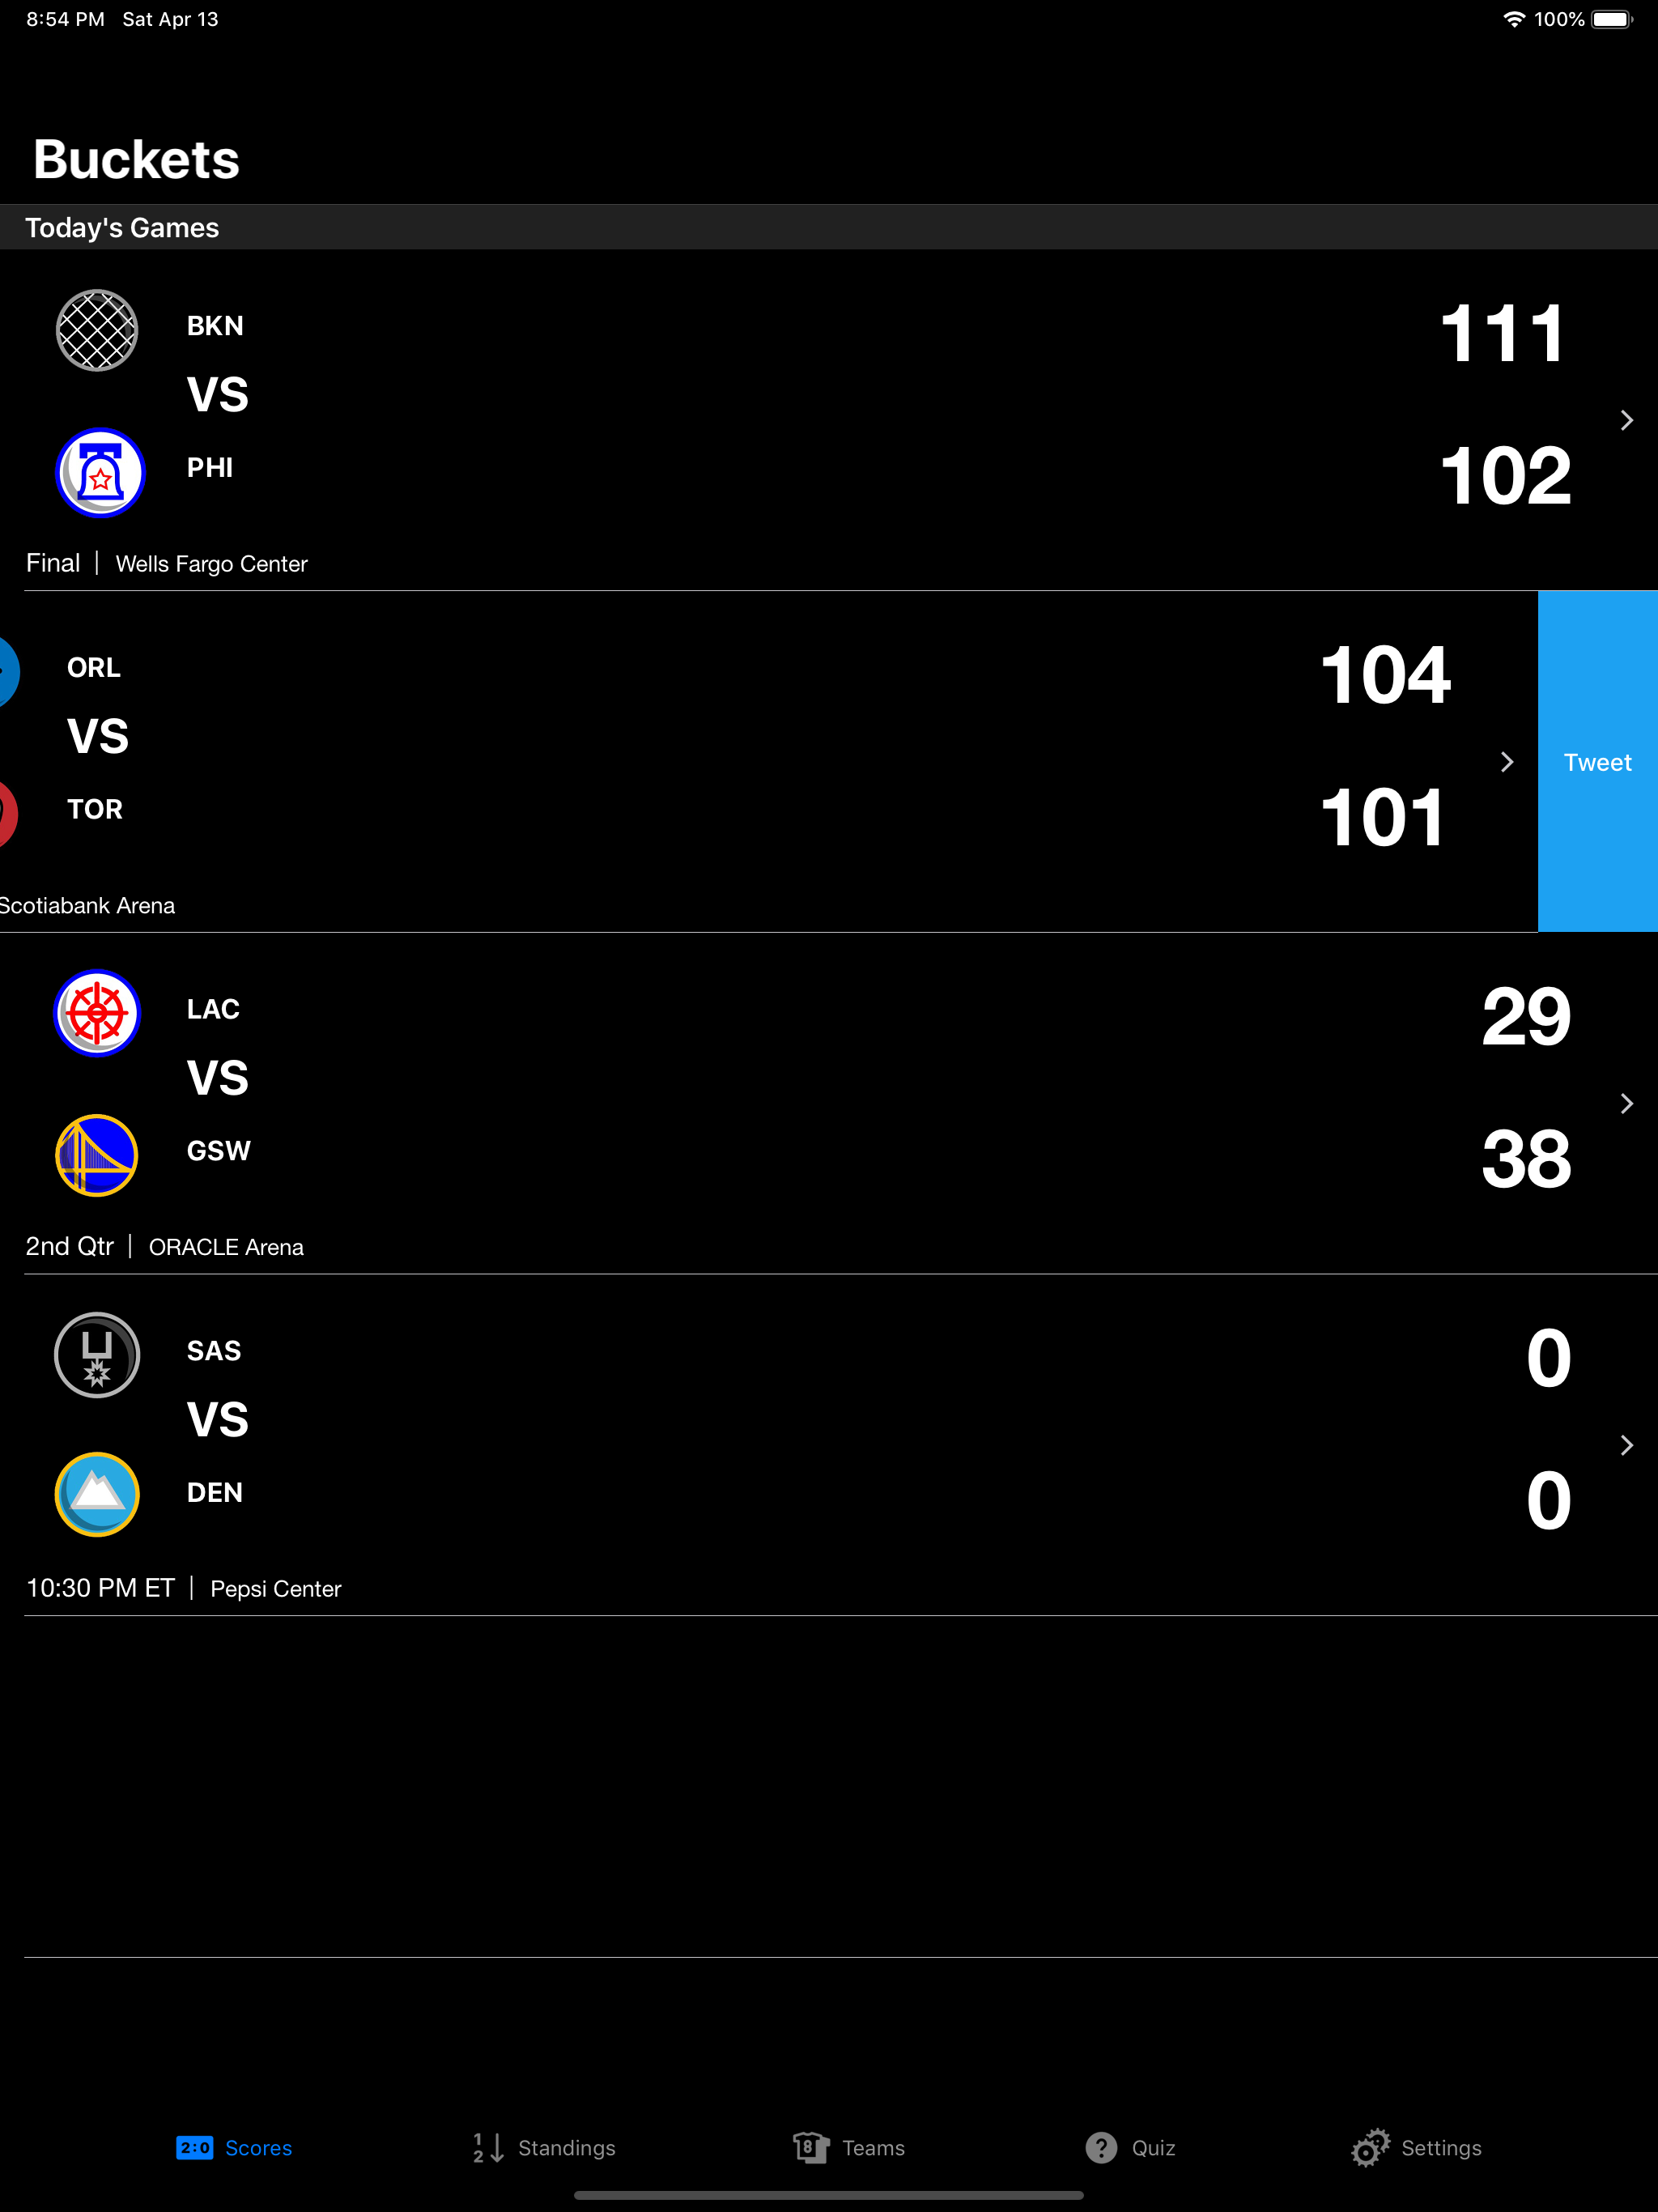 8:54 PM Sat Apr 13 100%
Buckets
Today's Games
BKN 111
VS
PHI 102
Final | Wells Fargo Center
ORL 104
VS
Tweet
TOR 101
Scotiabank Arena
LAC 29
VS
GSW 38
2nd Qtr | ORACLE Arena
SAS 0
VS
DEN 0
10:30 PM ET | Pepsi Center
2:0 Scores 1 2 Standings 8 Teams ? Quiz Settings